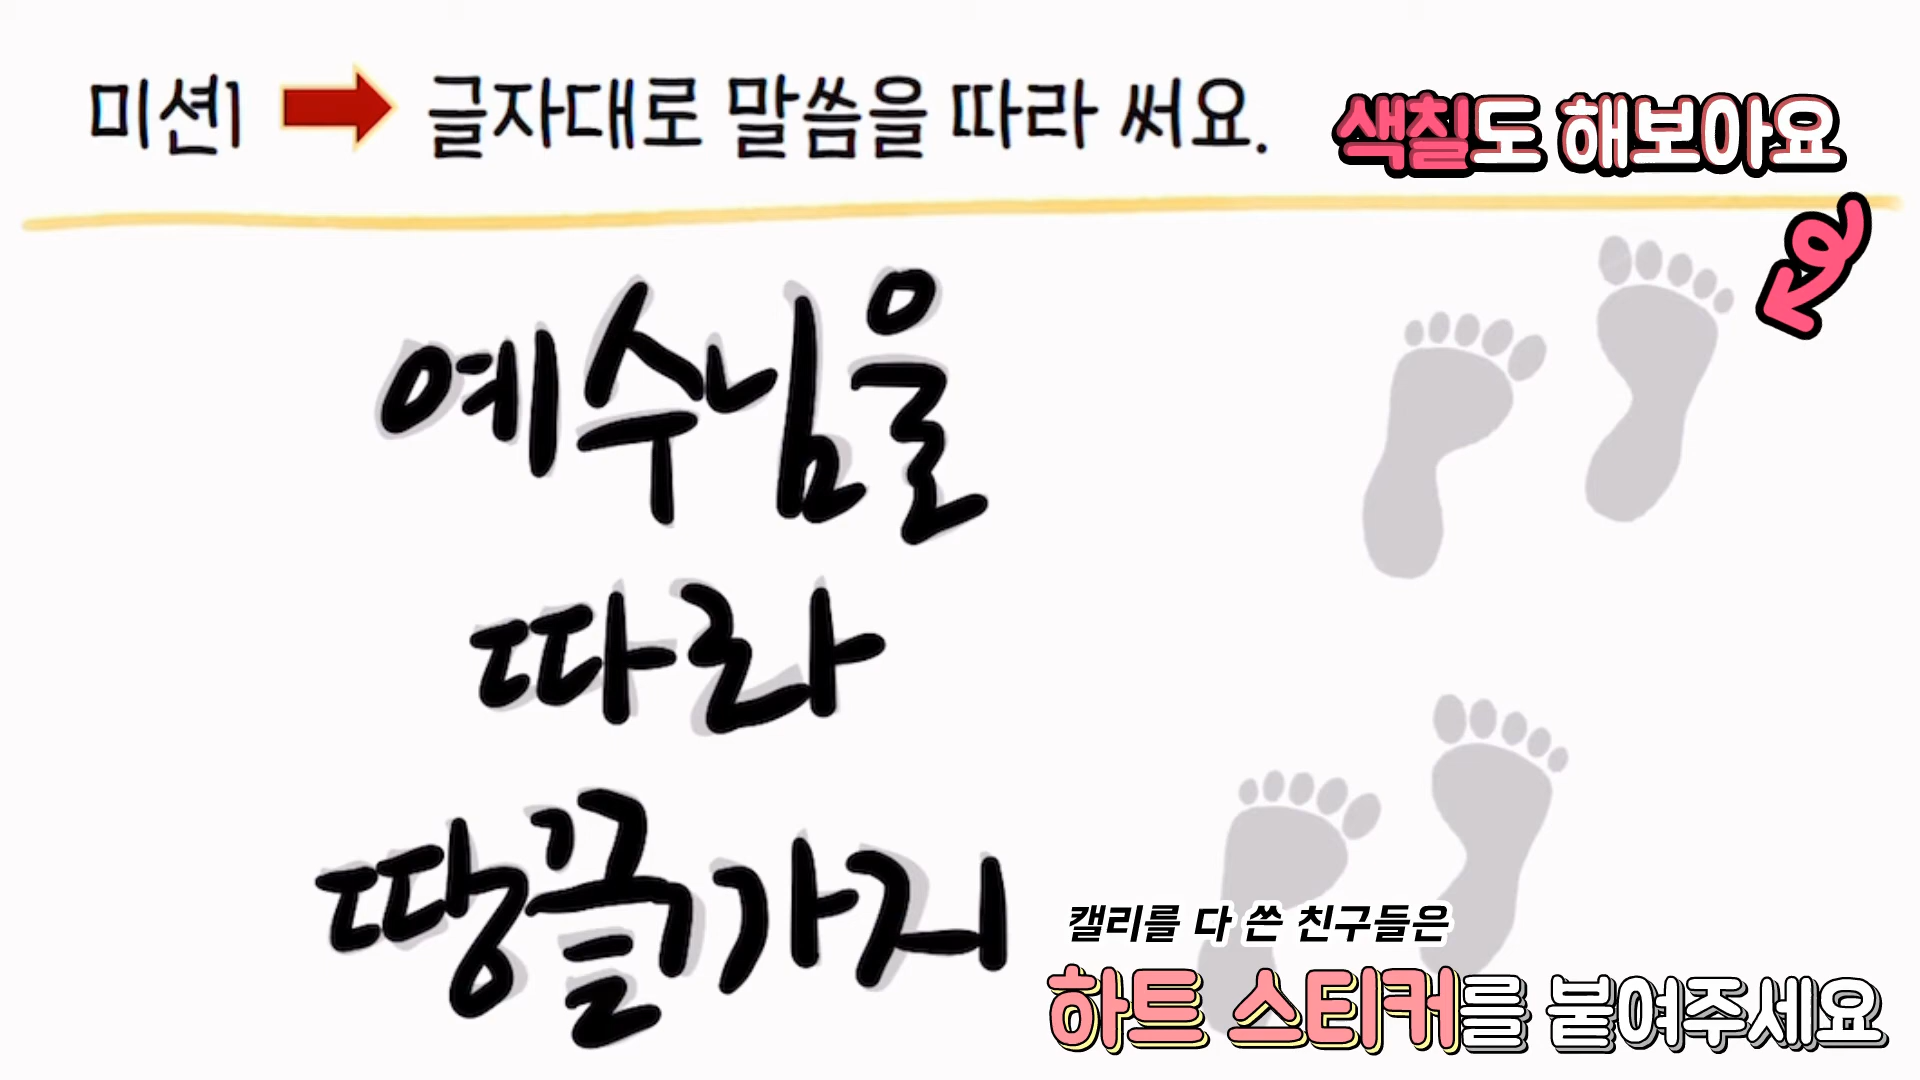 미션1 글자대로 말씀을 따라 써요.
색칠도 해보아요
예수님을
따라
땅끝까지
캘리를 다 쓴 친구들은
하트 스티커를 붙여주세요